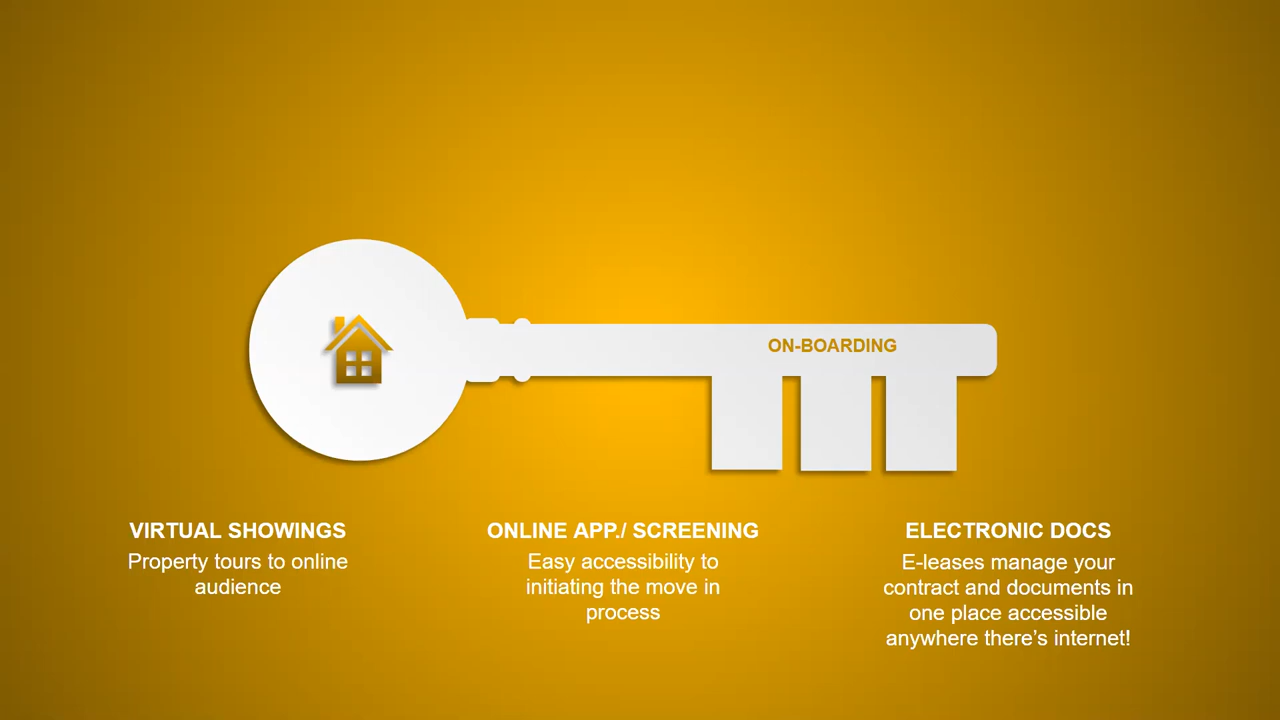 ON-BOARDING
VIRTUAL SHOWINGS
Property tours to online
audience
ONLINE APP./ SCREENING
Easy accessibility to
initiating the move in
process
ELECTRONIC DOCS
E-leases manage your
contract and documents in
one place accessible
anywhere there’s internet!